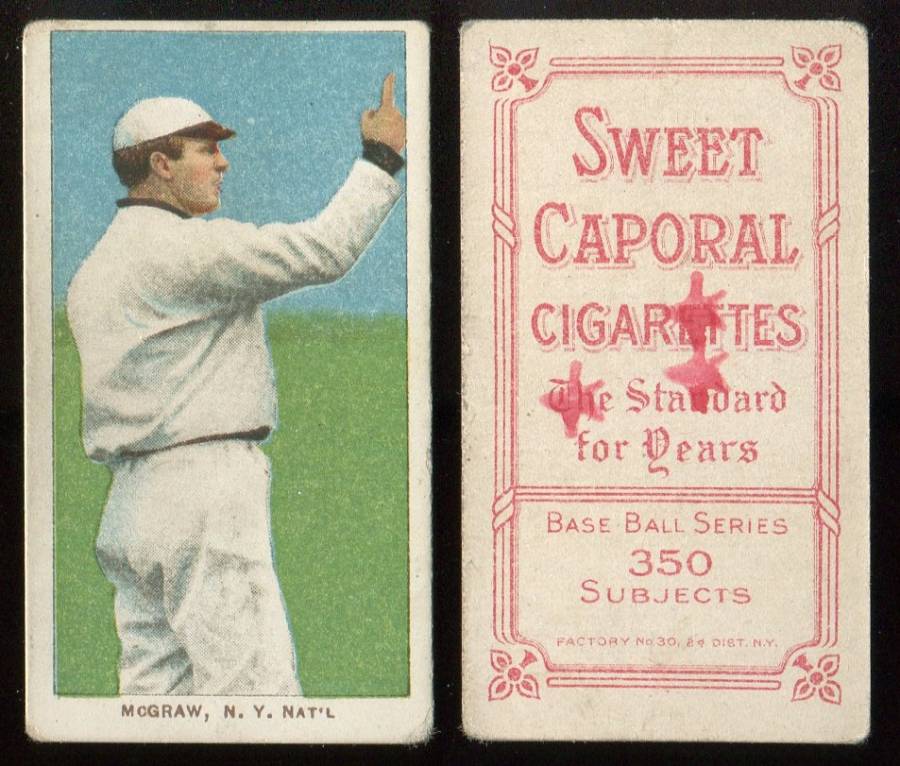 McGRAW, N. Y. NAT'L
SWEET
CAPORAL
CIGARETTES
The Standard
for Years
BASE BALL SERIES
350
SUBJECTS
FACTORY No 30, 2d DIST. N.Y.